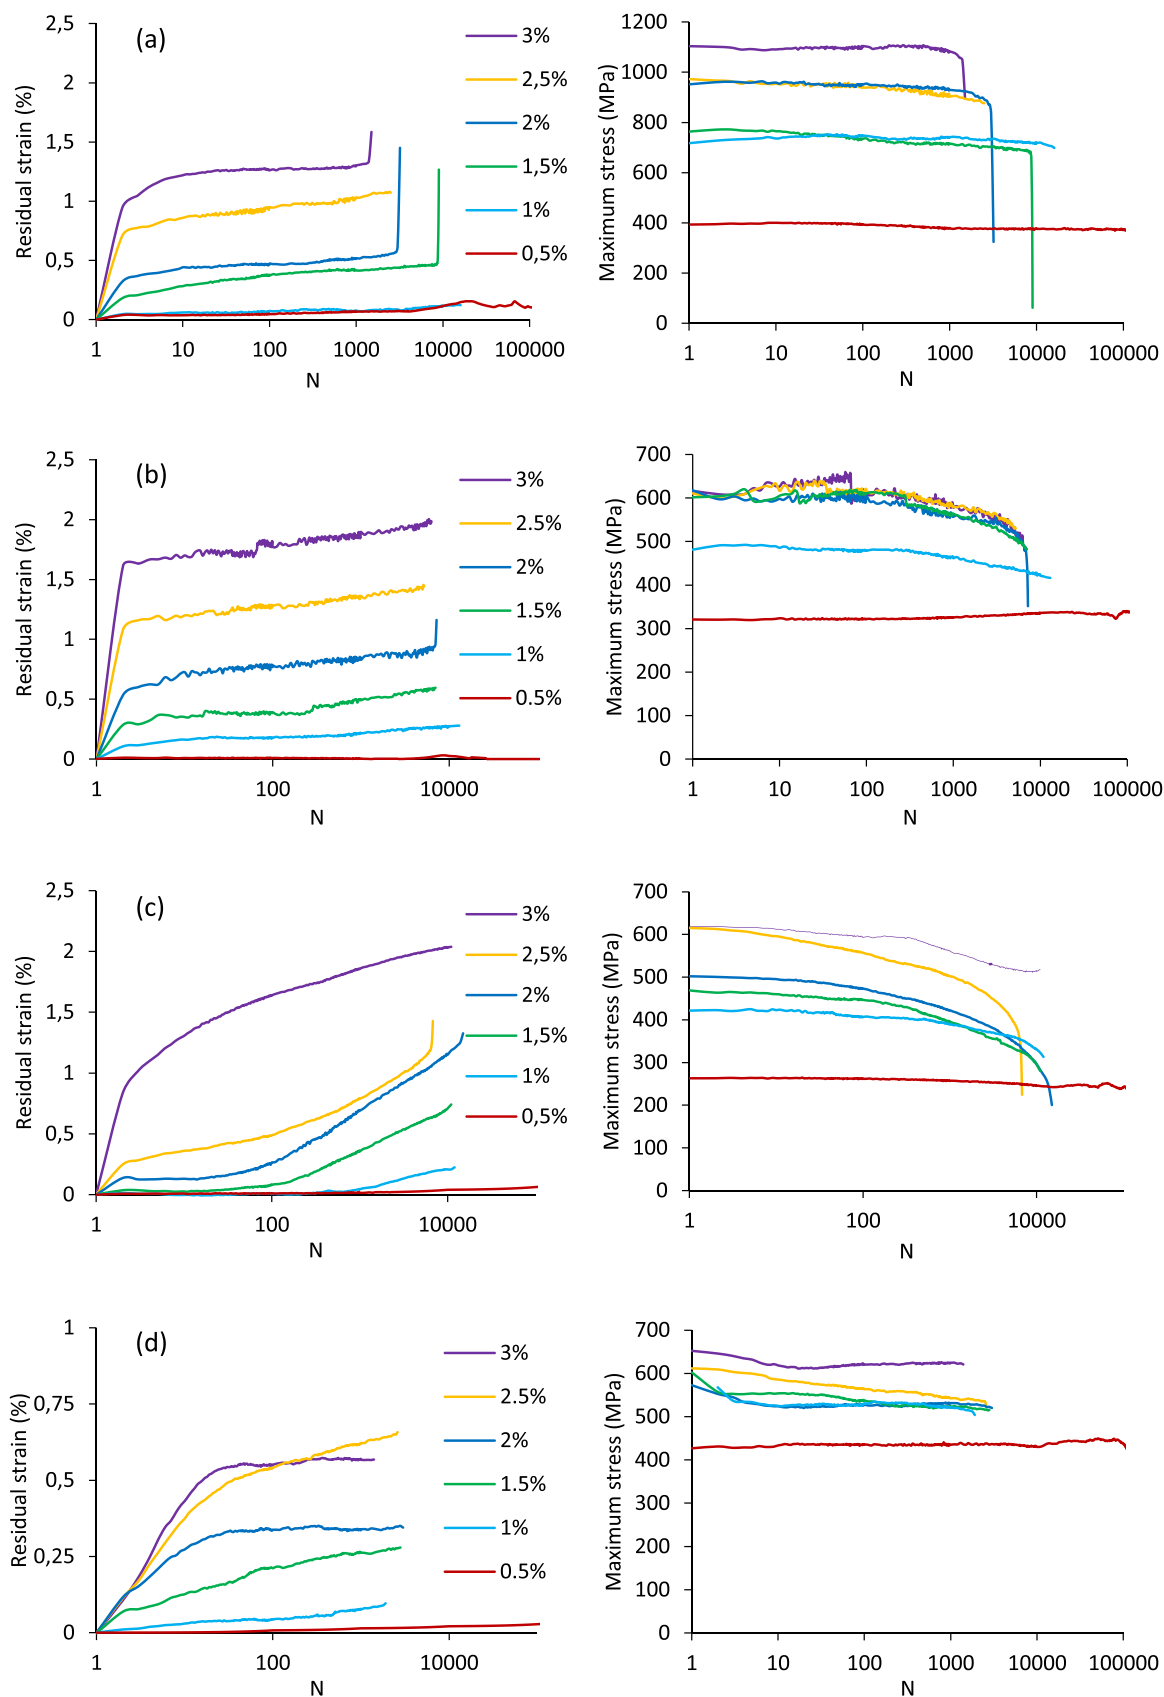 (a)
Residual strain (%)
2,5
2
1,5
1
0,5
0
1 10 100 1000 10000 100000
N
3%
2,5%
2%
1,5%
1%
0,5%
Maximum stress (MPa)
1200
1000
800
600
400
200
0
1 10 100 1000 10000 100000
N
(b)
Residual strain (%)
2,5
2
1,5
1
0,5
0
1 100 10000
N
3%
2.5%
2%
1.5%
1%
0.5%
Maximum stress (MPa)
700
600
500
400
300
200
100
0
1 10 100 1000 10000 100000
N
(c)
Residual strain (%)
2,5
2
1,5
1
0,5
0
1 100 10000
N
3%
2,5%
2%
1,5%
1%
0,5%
Maximum stress (MPa)
700
600
500
400
300
200
100
0
1 100 10000
N
(d)
Residual strain (%)
1
0,75
0,5
0,25
0
1 100 10000
N
3%
2.5%
2%
1.5%
1%
0.5%
Maximum stress (MPa)
700
600
500
400
300
200
100
0
1 10 100 1000 10000 100000
N